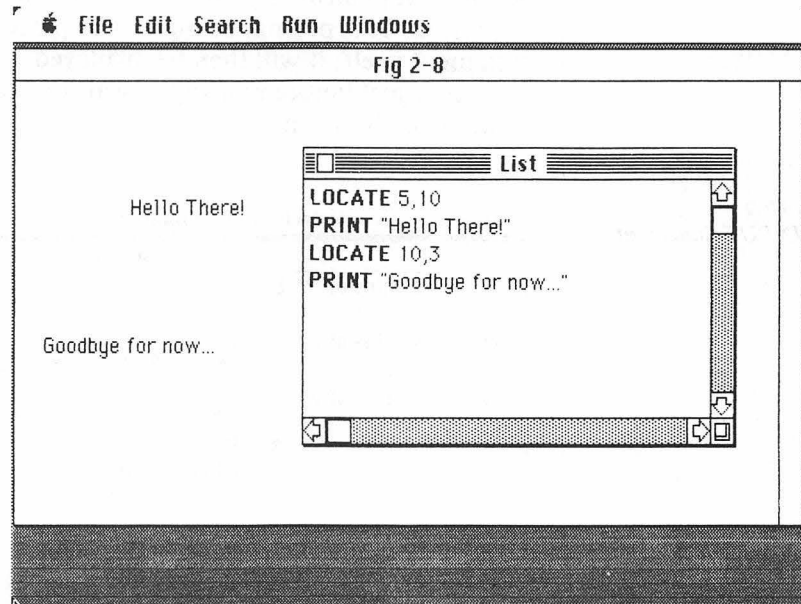 File Edit Search Run Windows
Fig 2-8
Hello There!
Goodbye for now...
List
LOCATE 5,10
PRINT "Hello There!"
LOCATE 10,3
PRINT "Goodbye for now..."